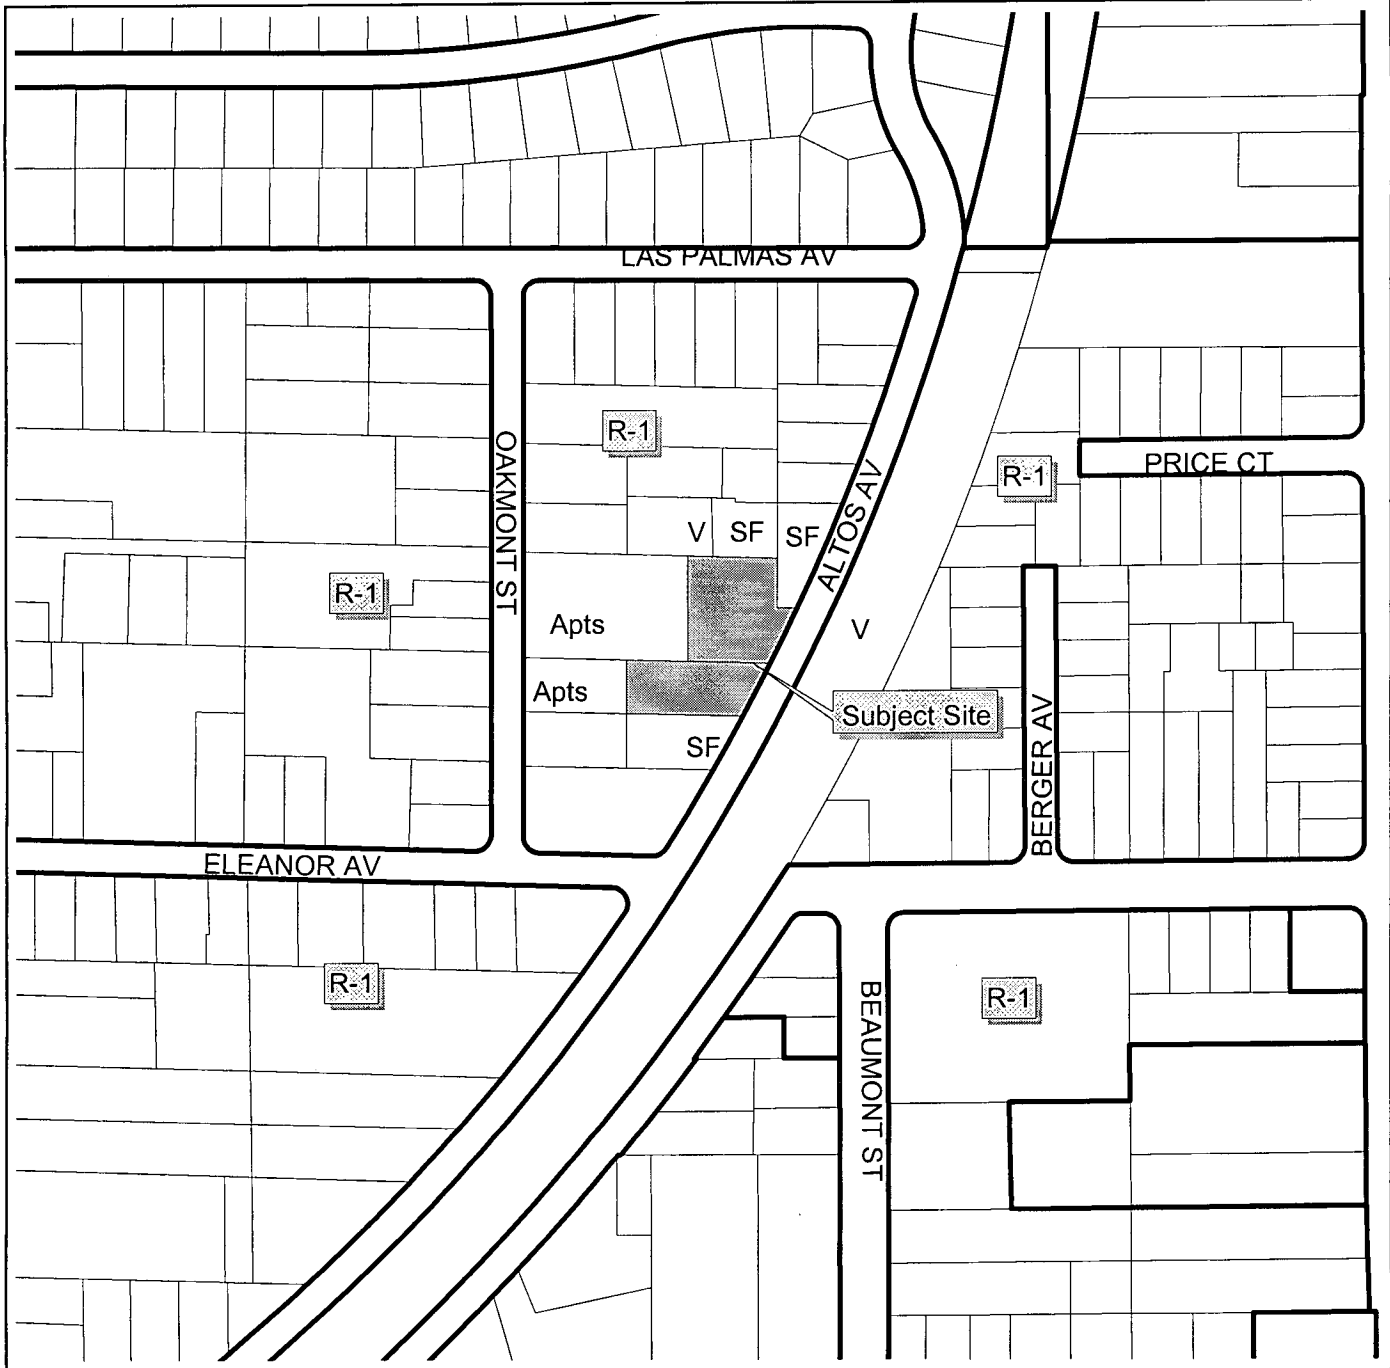 LAS PALMAS AV
R-1
OAKMONT ST
PRICE CT
R-1
ALTOS AV
V
SF
SF
R-1
Apts
V
Apts
Subject Site
SF
BERGER AV
ELEANOR AV
R-1
BEAUMONT ST
R-1